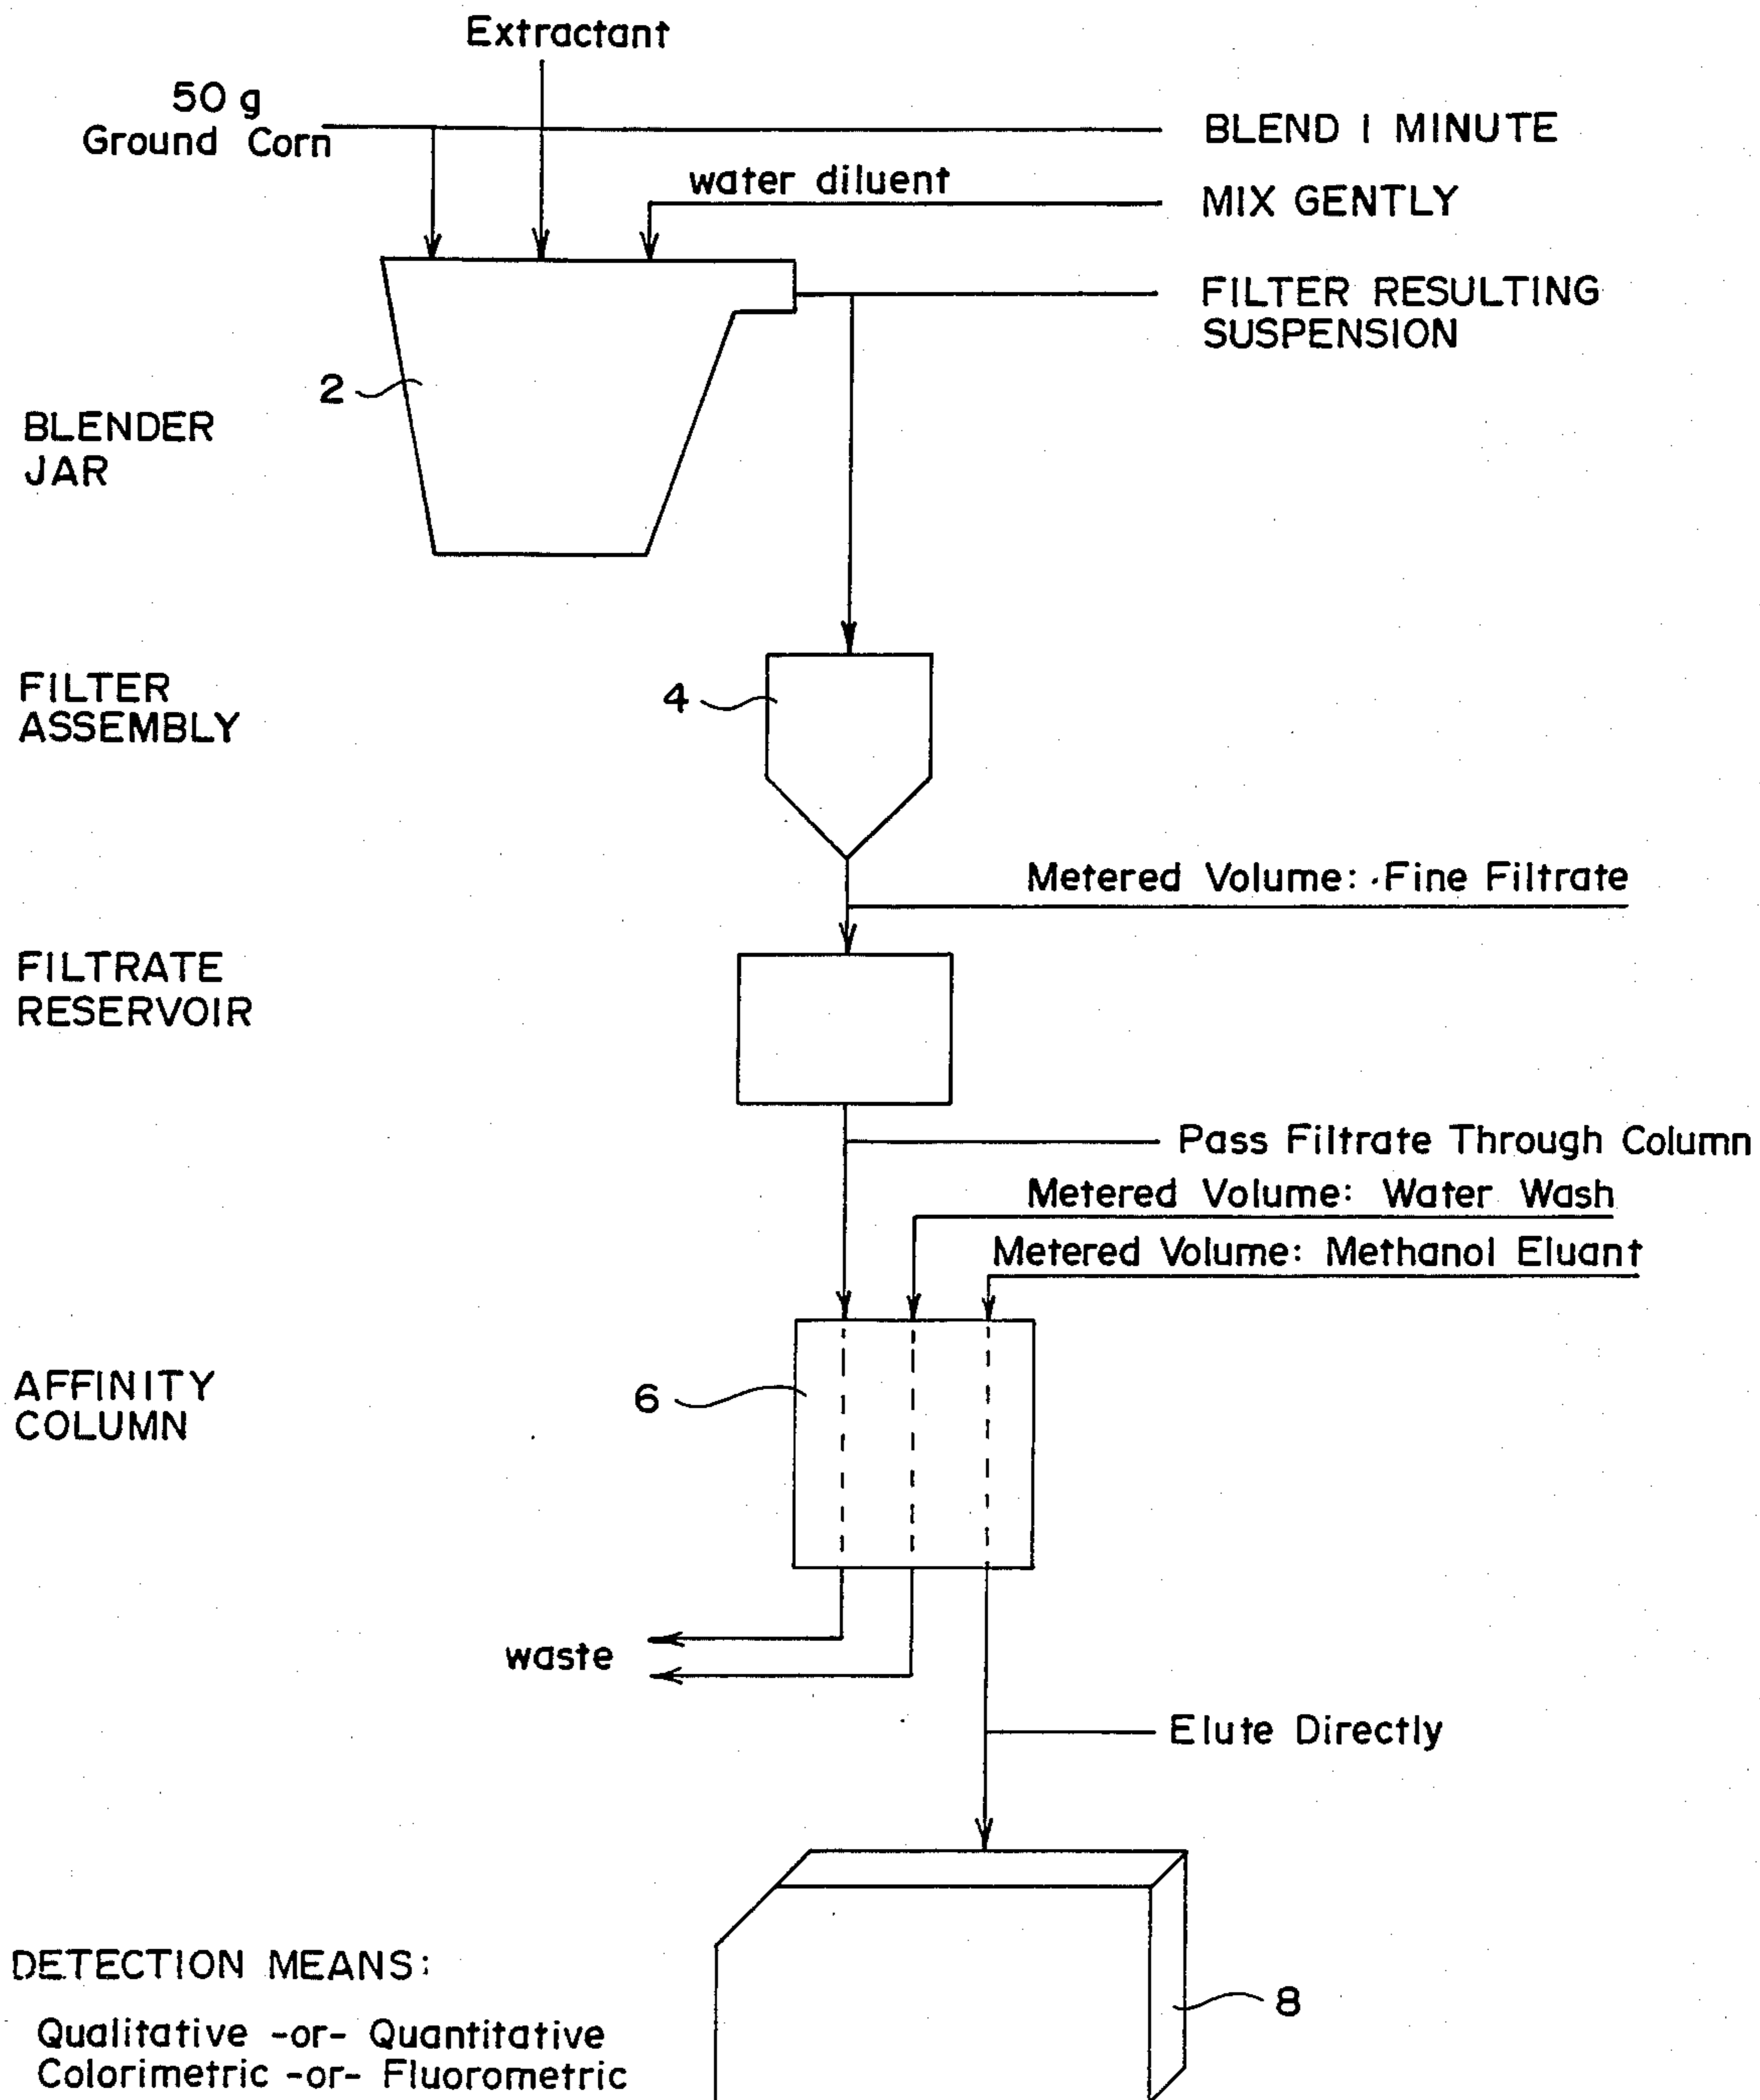 Extractant
50 g
Ground Corn
BLEND 1 MINUTE
water diluent
MIX GENTLY
FILTER RESULTING
SUSPENSION
2
BLENDER
JAR
FILTER
ASSEMBLY
4
Metered Volume: Fine Filtrate
FILTRATE
RESERVOIR
Pass Filtrate Through Column
Metered Volume: Water Wash
Metered Volume: Methanol Eluant
AFFINITY
COLUMN
6
waste
Elute Directly
DETECTION MEANS:
8
Qualitative -or- Quantitative
Colorimetric -or- Fluorometric